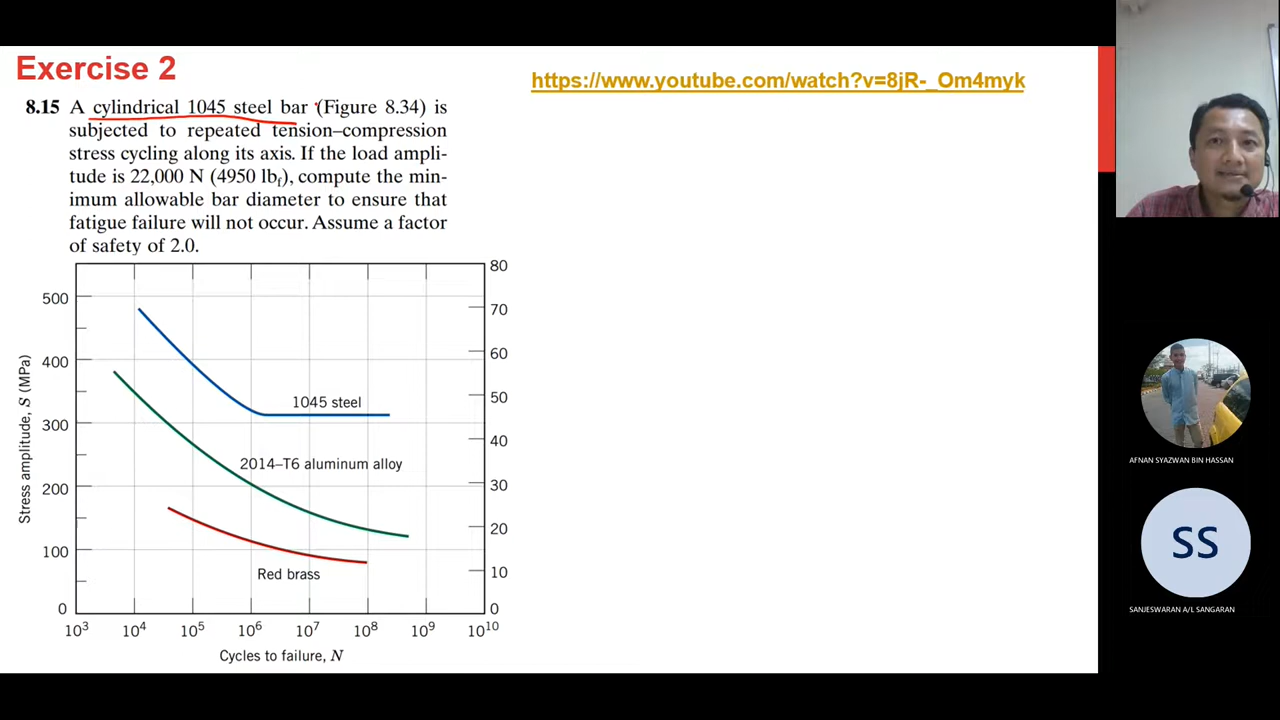 Exercise 2
https://www.youtube.com/watch?v=8jR-_Om4myk
8.15 A cylindrical 1045 steel bar (Figure 8.34) is
subjected to repeated tension–compression
stress cycling along its axis. If the load ampli-
tude is 22,000 N (4950 lbf), compute the min-
imum allowable bar diameter to ensure that
fatigue failure will not occur. Assume a factor
of safety of 2.0.
80
500
70
400
60
1045 steel
50
300
40
2014–T6 aluminum alloy
200
30
20
100
Red brass
10
0
0
Stress amplitude, S (MPa)
10³ 10⁴ 10⁵ 10⁶ 10⁷ 10⁸ 10⁹ 10¹⁰
Cycles to failure, N
AFNAN SYAZWAN BIN HASSAN
SS
SANJESWARAN A/L SANGARAN